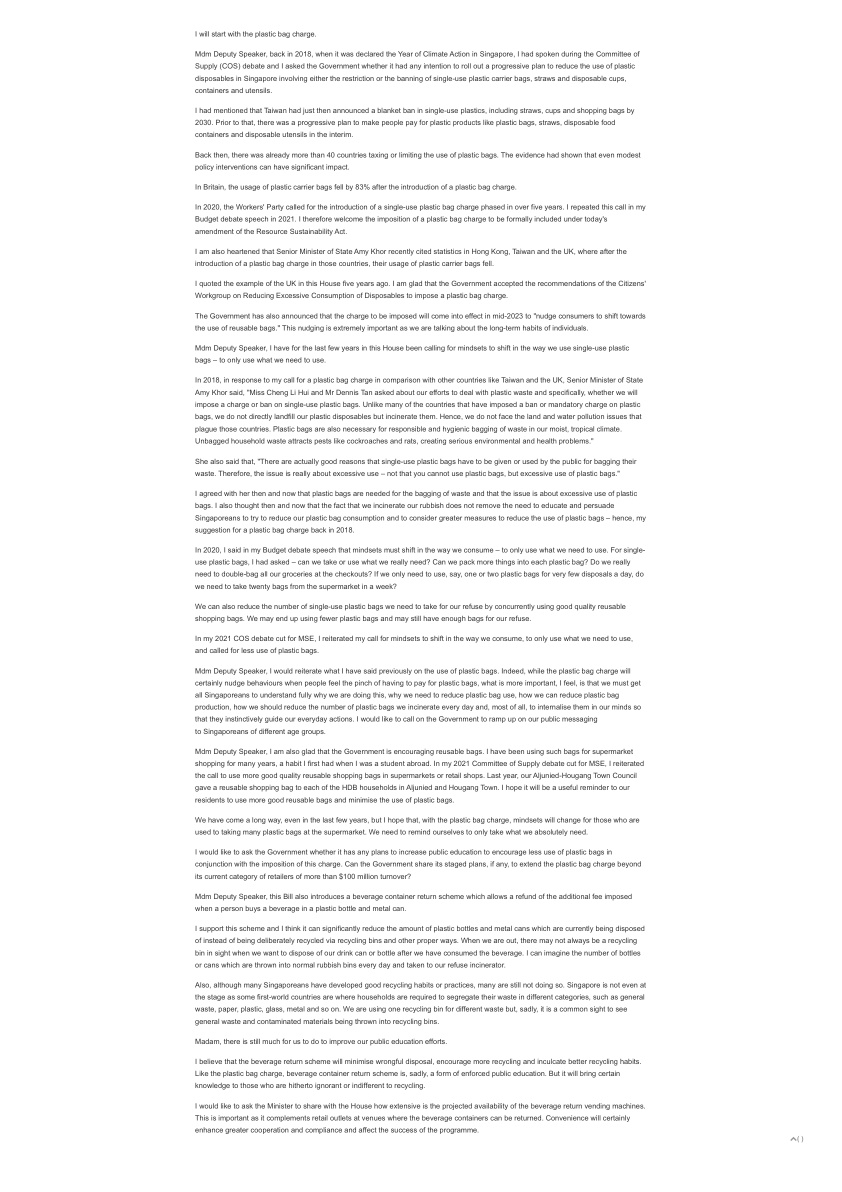 I will start with the plastic bag charge.
Mdm Deputy Speaker, back in 2018, when it was declared the Year of Climate Action in Singapore, I had spoken during the Committee of
Supply (COS) debate and I asked the Government whether it had any intention to roll out a progressive plan to reduce the use of plastic
disposables in Singapore involving either the restriction or the banning of single-use plastic carrier bags, straws and disposable cups,
containers and utensils.
I had mentioned that Taiwan had just then announced a blanket ban in single-use plastics, including straws, cups and shopping bags by
2030. Prior to that, there was a progressive plan to make people pay for plastic products like plastic bags, straws, disposable food
containers and disposable utensils in the interim.
Back then, there was already more than 40 countries taxing or limiting the use of plastic bags. The evidence had shown that even modest
policy interventions can have significant impact.
In Britain, the usage of plastic carrier bags fell by 83% after the introduction of a plastic bag charge.
In 2020, the Workers' Party called for the introduction of a single-use plastic bag charge phased in over five years. I repeated this call in my
Budget debate speech in 2021. I therefore welcome the imposition of a plastic bag charge to be formally included under today's
amendment of the Resource Sustainability Act.
I am also heartened that Senior Minister of State Amy Khor recently cited statistics in Hong Kong, Taiwan and the UK, where after the
introduction of a plastic bag charge in those countries, their usage of plastic carrier bags fell.
I quoted the example of the UK in this House five years ago. I am glad that the Government accepted the recommendations of the Citizens'
Workgroup on Reducing Excessive Consumption of Disposables to impose a plastic bag charge.
The Government has also announced that the charge to be imposed will come into effect in mid-2023 to "nudge consumers to shift towards
the use of reusable bags." This nudging is extremely important as we are talking about the long-term habits of individuals.
Mdm Deputy Speaker, I have for the last few years in this House been calling for mindsets to shift in the way we use single-use plastic
bags – to only use what we need to use.
In 2018, in response to my call for a plastic bag charge in comparison with other countries like Taiwan and the UK, Senior Minister of State
Amy Khor said, "Miss Cheng Li Hui and Mr Dennis Tan asked about our efforts to deal with plastic waste and specifically, whether we will
impose a charge or ban on single-use plastic bags. Unlike many of the countries that have imposed a ban or mandatory charge on plastic
bags, we do not directly landfill our plastic disposables but incinerate them. Hence, we do not face the land and water pollution issues that
plague those countries. Plastic bags are also necessary for responsible and hygienic bagging of waste in our moist, tropical climate.
Unbagged household waste attracts pests like cockroaches and rats, creating serious environmental and health problems."
She also said that, "There are actually good reasons that single-use plastic bags have to be given or used by the public for bagging their
waste. Therefore, the issue is really about excessive use – not that you cannot use plastic bags, but excessive use of plastic bags."
I agreed with her then and now that plastic bags are needed for the bagging of waste and that the issue is about excessive use of plastic
bags. I also thought then and now that the fact that we incinerate our rubbish does not remove the need to educate and persuade
Singaporeans to try to reduce our plastic bag consumption and to consider greater measures to reduce the use of plastic bags – hence, my
suggestion for a plastic bag charge back in 2018.
In 2020, I said in my Budget debate speech that mindsets must shift in the way we consume – to only use what we need to use. For single-
use plastic bags, I had asked – can we take or use what we really need? Can we pack more things into each plastic bag? Do we really
need to double-bag all our groceries at the checkouts? If we only need to use, say, one or two plastic bags for very few disposals a day, do
we need to take twenty bags from the supermarket in a week?
We can also reduce the number of single-use plastic bags we need to take for our refuse by concurrently using good quality reusable
shopping bags. We may end up using fewer plastic bags and may still have enough bags for our refuse.
In my 2021 COS debate cut for MSE, I reiterated my call for mindsets to shift in the way we consume, to only use what we need to use,
and called for less use of plastic bags.
Mdm Deputy Speaker, I would reiterate what I have said previously on the use of plastic bags. Indeed, while the plastic bag charge will
certainly nudge behaviours when people feel the pinch of having to pay for plastic bags, what is more important, I feel, is that we must get
all Singaporeans to understand fully why we are doing this, why we need to reduce plastic bag use, how we can reduce plastic bag
production, how we should reduce the number of plastic bags we incinerate every day and, most of all, to internalise them in our minds so
that they instinctively guide our everyday actions. I would like to call on the Government to ramp up on our public messaging
to Singaporeans of different age groups.
Mdm Deputy Speaker, I am also glad that the Government is encouraging reusable bags. I have been using such bags for supermarket
shopping for many years, a habit I first had when I was a student abroad. In my 2021 Committee of Supply debate cut for MSE, I reiterated
the call to use more good quality reusable shopping bags in supermarkets or retail shops. Last year, our Aljunied-Hougang Town Council
gave a reusable shopping bag to each of the HDB households in Aljunied and Hougang Town. I hope it will be a useful reminder to our
residents to use more good reusable bags and minimise the use of plastic bags.
We have come a long way, even in the last few years, but I hope that, with the plastic bag charge, mindsets will change for those who are
used to taking many plastic bags at the supermarket. We need to remind ourselves to only take what we absolutely need.
I would like to ask the Government whether it has any plans to increase public education to encourage less use of plastic bags in
conjunction with the imposition of this charge. Can the Government share its staged plans, if any, to extend the plastic bag charge beyond
its current category of retailers of more than $100 million turnover?
Mdm Deputy Speaker, this Bill also introduces a beverage container return scheme which allows a refund of the additional fee imposed
when a person buys a beverage in a plastic bottle and metal can.
I support this scheme and I think it can significantly reduce the amount of plastic bottles and metal cans which are currently being disposed
of instead of being deliberately recycled via recycling bins and other proper ways. When we are out, there may not always be a recycling
bin in sight when we want to dispose of our drink can or bottle after we have consumed the beverage. I can imagine the number of bottles
or cans which are thrown into normal rubbish bins every day and taken to our refuse incinerator.
Also, although many Singaporeans have developed good recycling habits or practices, many are still not doing so. Singapore is not even at
the stage as some first-world countries are where households are required to segregate their waste in different categories, such as general
waste, paper, plastic, glass, metal and so on. We are using one recycling bin for different waste but, sadly, it is a common sight to see
general waste and contaminated materials being thrown into recycling bins.
Madam, there is still much for us to do to improve our public education efforts.
I believe that the beverage return scheme will minimise wrongful disposal, encourage more recycling and inculcate better recycling habits.
Like the plastic bag charge, beverage container return scheme is, sadly, a form of enforced public education. But it will bring certain
knowledge to those who are hitherto ignorant or indifferent to recycling.
I would like to ask the Minister to share with the House how extensive is the projected availability of the beverage return vending machines.
This is important as it complements retail outlets at venues where the beverage containers can be returned. Convenience will certainly
enhance greater cooperation and compliance and affect the success of the programme.
( )